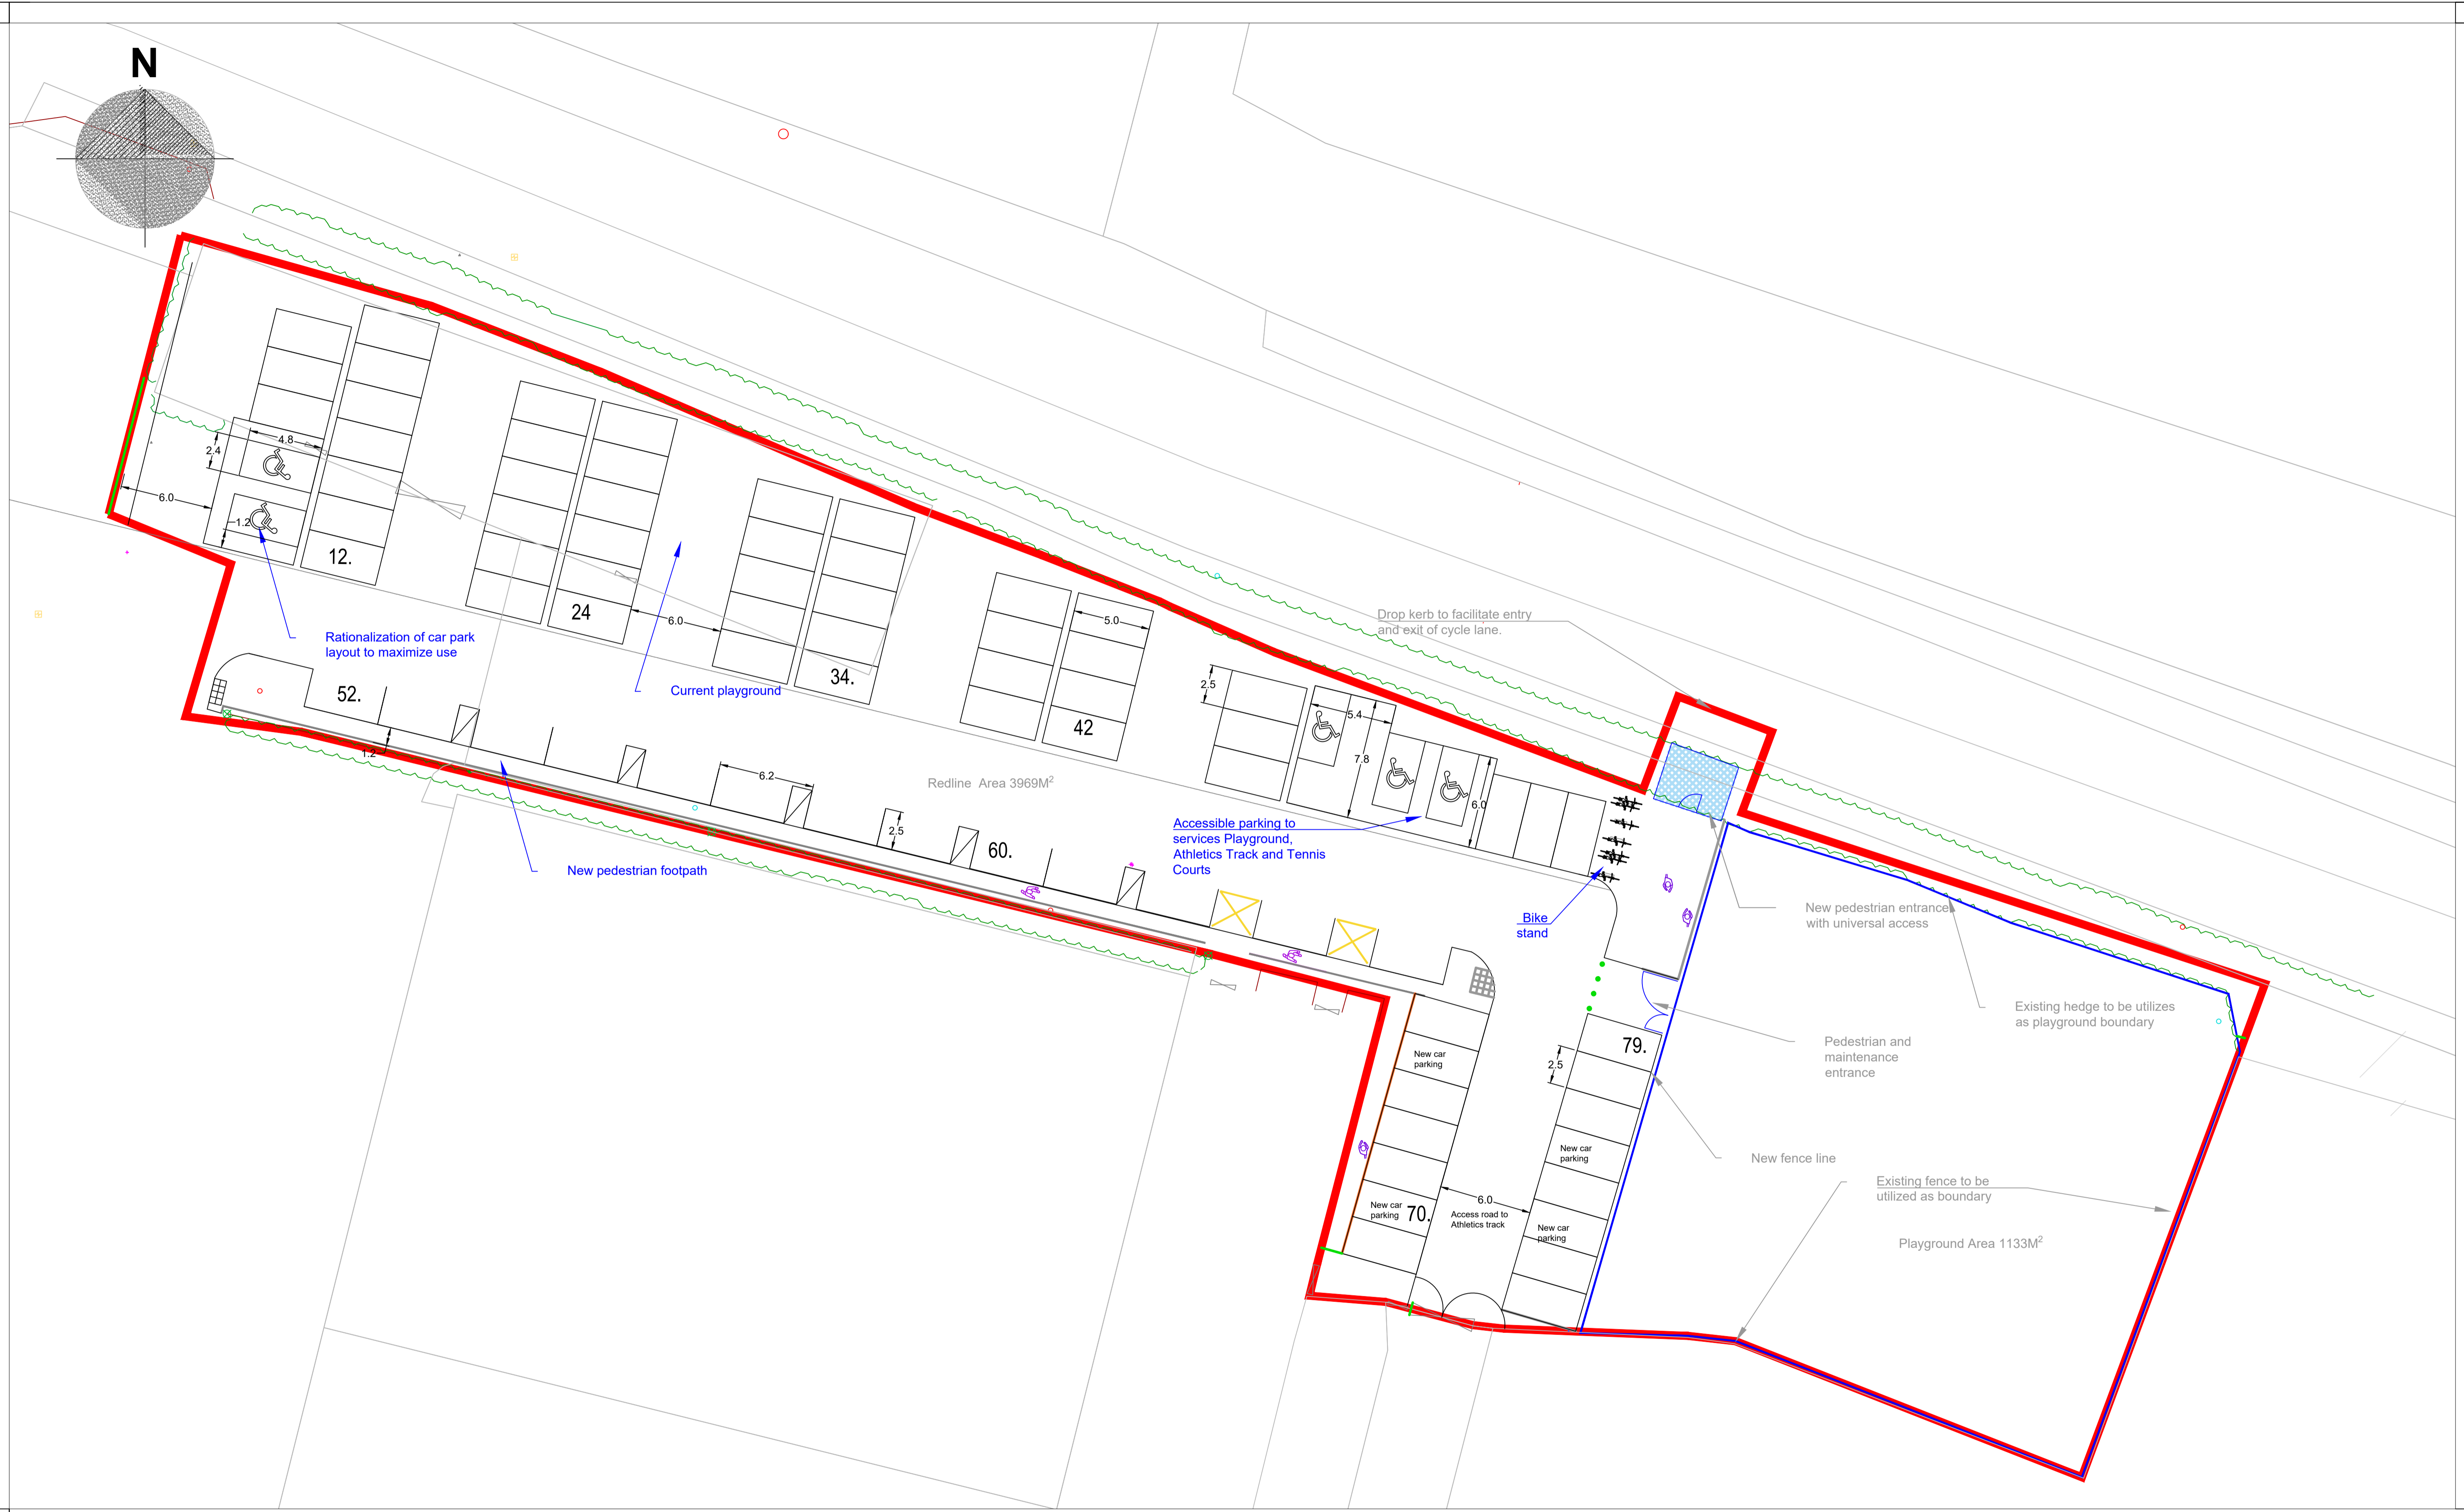 N
4.8
2.4
6.0
1.2
12.
24
6.0
34.
5.0
42
2.5
5.4
7.8
6.0
Drop kerb to facilitate entry
and exit of cycle lane.
Rationalization of car park
layout to maximize use
Current playground
52.
1.2
6.2
2.5
60.
New pedestrian footpath
Redline Area 3969M²
Accessible parking to
services Playground,
Athletics Track and Tennis
Courts
Bike
stand
New pedestrian entrance
with universal access
Existing hedge to be utilizes
as playground boundary
Pedestrian and
maintenance
entrance
New car
parking
79.
2.5
New car
parking
New fence line
Existing fence to be
utilized as boundary
New car
parking
70.
6.0
Access road to
Athletics track
New car
parking
Playground Area 1133M²